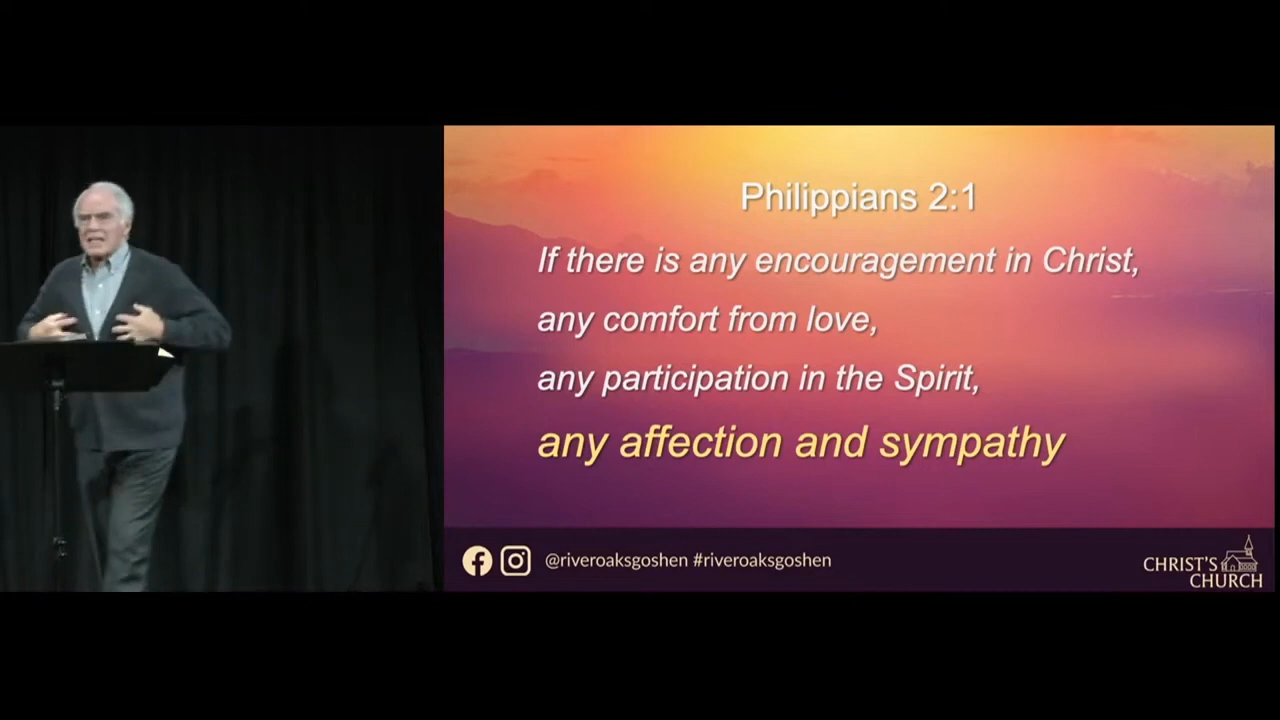 Philippians 2:1
If there is any encouragement in Christ,
any comfort from love,
any participation in the Spirit,
any affection and sympathy
@riveroaksgoshen #riveroaksgoshen
CHRIST'S
CHURCH